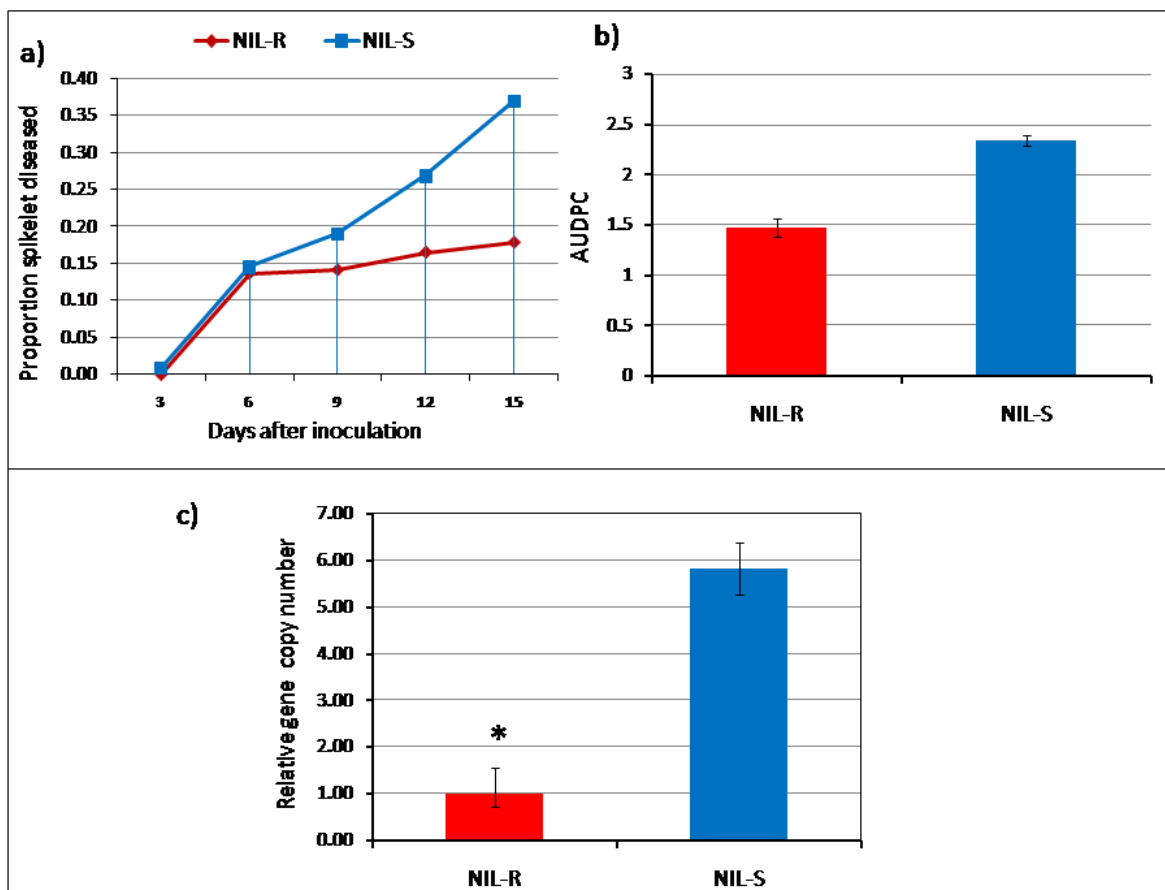 a)
NIL-R NIL-S
Proportion spikelet diseased
0.40
0.35
0.30
0.25
0.20
0.15
0.10
0.05
0.00
3 6 9 12 15
Days after inoculation
b)
AUDPC
3
2.5
2
1.5
1
0.5
0
NIL-R NIL-S
c)
Relative gene copy number
7.00
6.00
5.00
4.00
3.00
2.00
1.00
0.00
*
NIL-R NIL-S